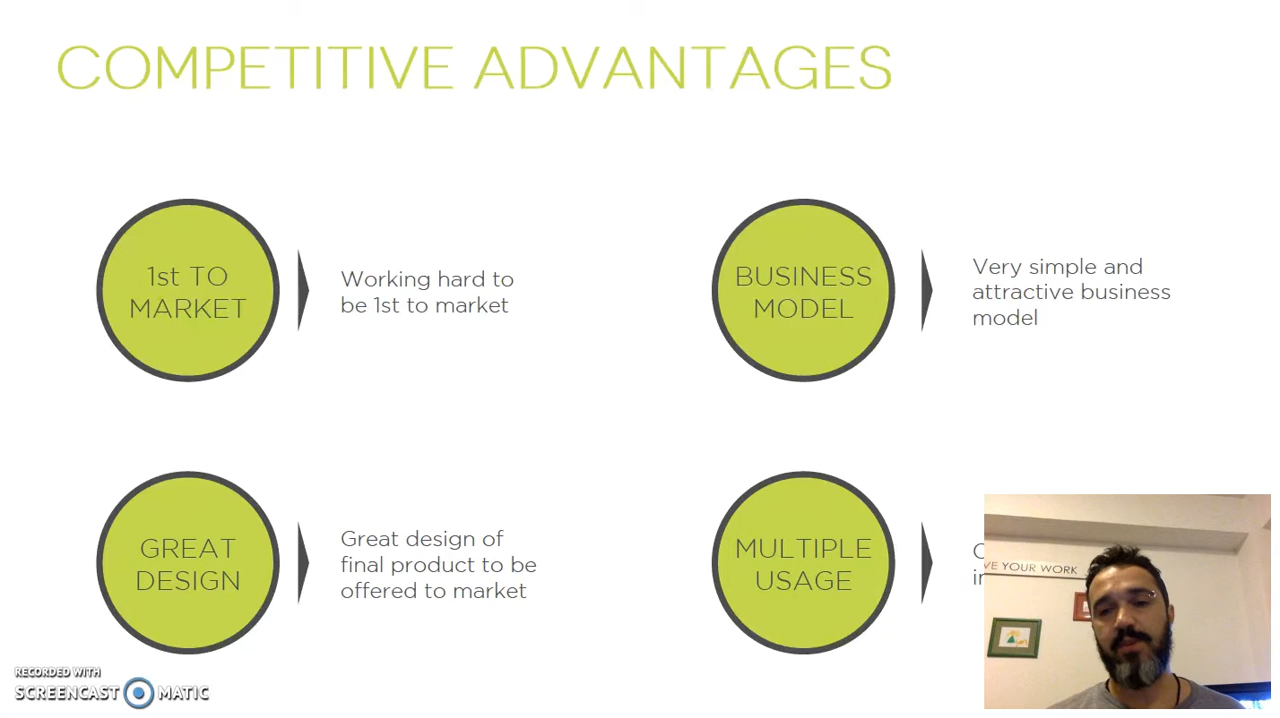 COMPETITIVE ADVANTAGES
1st TO
MARKET
Working hard to
be 1st to market
BUSINESS
MODEL
Very simple and
attractive business
model
GREAT
DESIGN
Great design of
final product to be
offered to market
MULTIPLE
USAGE
VE YOUR WORK
RECORDED WITH
SCREENCAST MATIC